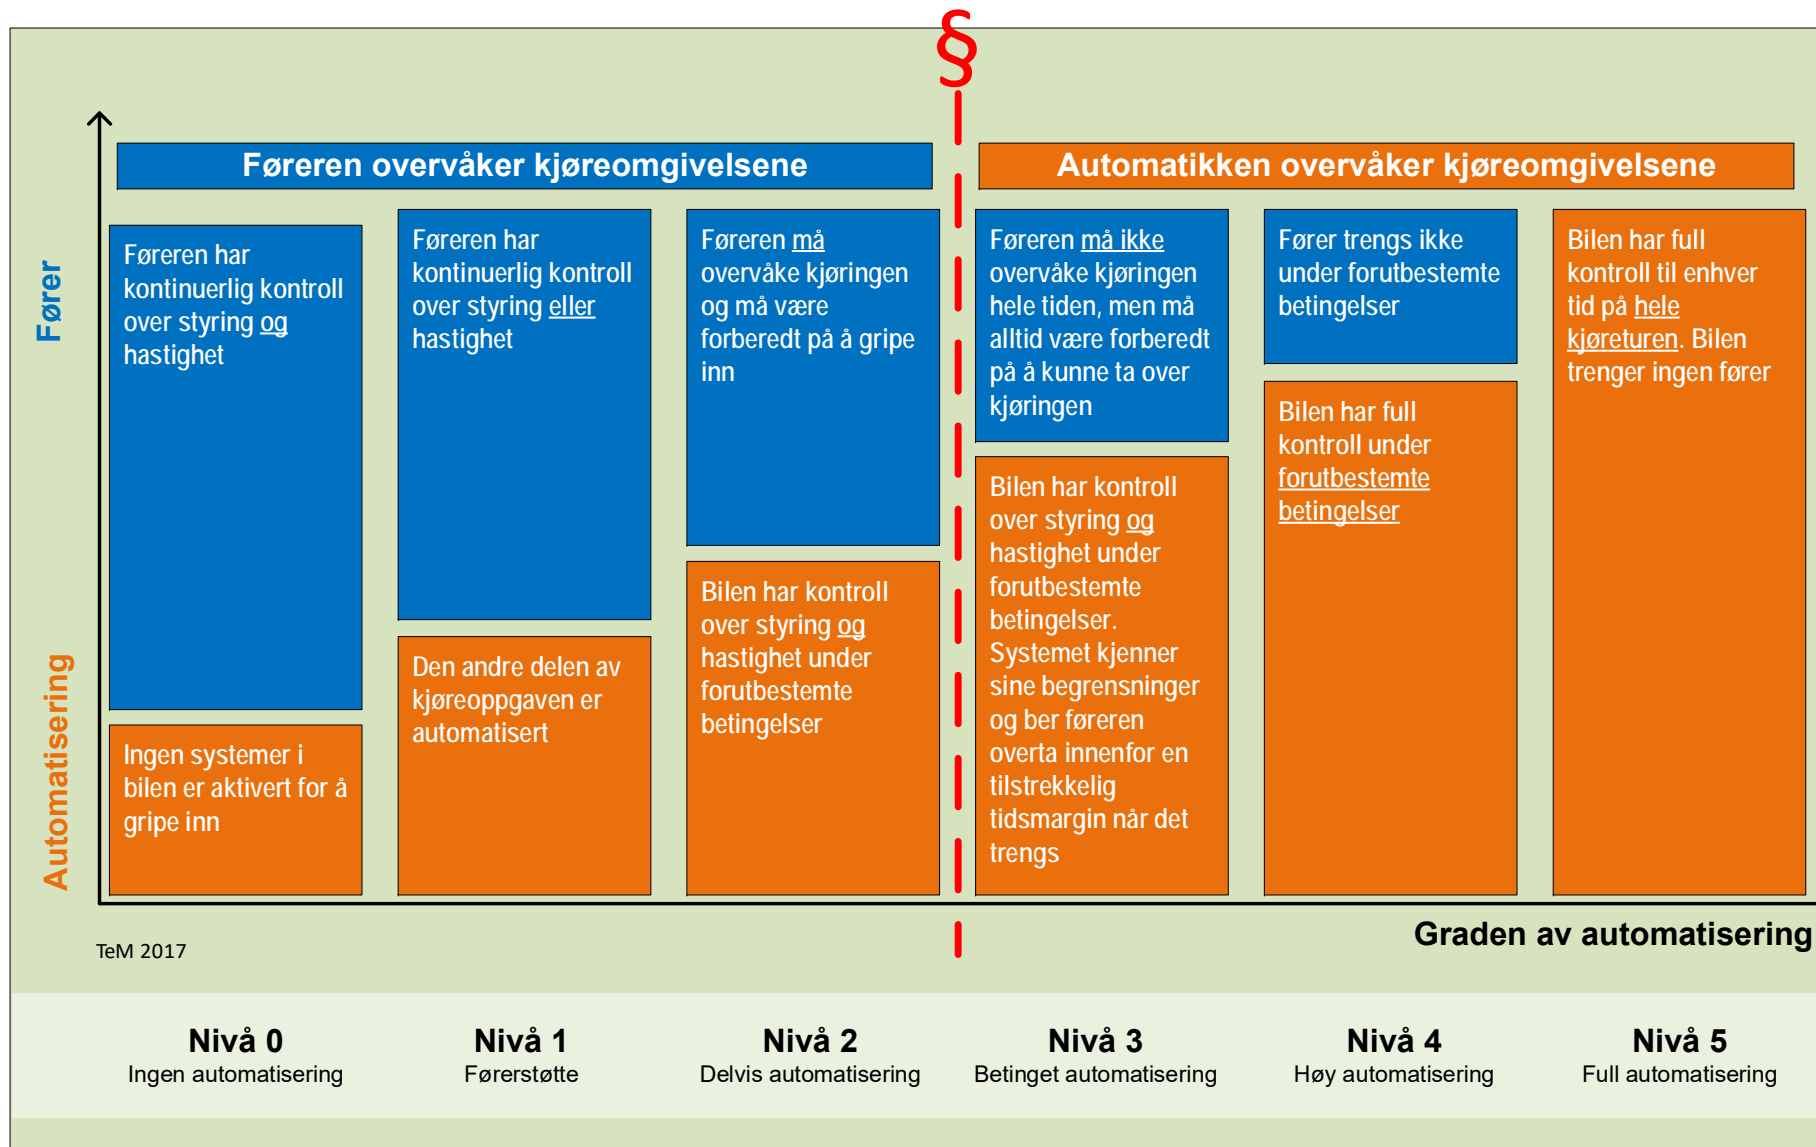 §
Føreren overvåker kjøreomgivelsene
Automatikken overvåker kjøreomgivelsene
Fører
Automatisering
Føreren har
kontinuerlig kontroll
over styring og
hastighet
Ingen systemer i
bilen er aktivert for å
gripe inn
Føreren har
kontinuerlig kontroll
over styring eller
hastighet
Den andre delen av
kjøreoppgaven er
automatisert
Føreren må
overvåke kjøringen
og må være
forberedt på å gripe
inn
Bilen har kontroll
over styring og
hastighet under
forutbestemte
betingelser
Føreren må ikke
overvåke kjøringen
hele tiden, men må
alltid være forberedt
på å kunne ta over
kjøringen
Bilen har kontroll
over styring og
hastighet under
forutbestemte
betingelser.
Systemet kjenner
sine begrensninger
og ber føreren
overta innenfor en
tilstrekkelig
tidsmargin når det
trengs
Fører trengs ikke
under forutbestemte
betingelser
Bilen har full
kontroll under
forutbestemte
betingelser
Bilen har full
kontroll til enhver
tid på hele
kjøreturen. Bilen
trenger ingen fører
Graden av automatisering
TeM 2017
Nivå 0
Ingen automatisering
Nivå 1
Førerstøtte
Nivå 2
Delvis automatisering
Nivå 3
Betinget automatisering
Nivå 4
Høy automatisering
Nivå 5
Full automatisering